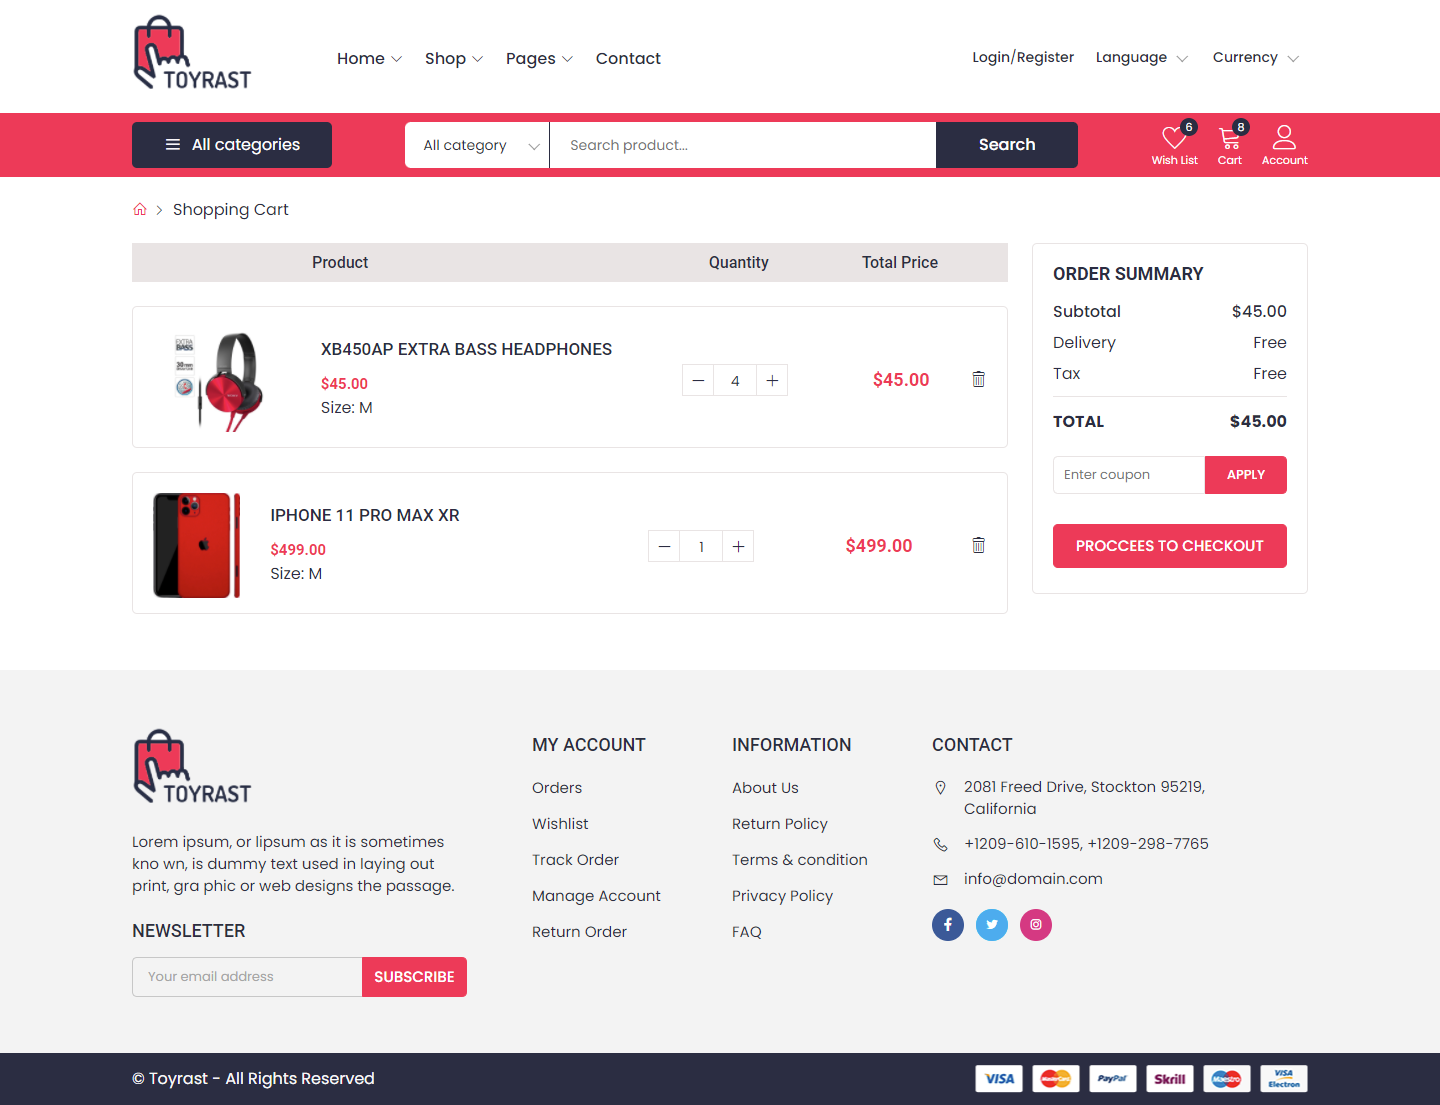 TOYRAST
Home Shop Pages Contact
Login/Register Language Currency
All categories
All category Search product... Search
6 8
Wish List Cart Account
Shopping Cart
Product Quantity Total Price
EXTRA
BASS
30mm
XB450AP EXTRA BASS HEADPHONES
$45.00
Size: M
4
$45.00
IPHONE 11 PRO MAX XR
$499.00
Size: M
1
$499.00
ORDER SUMMARY
Subtotal $45.00
Delivery Free
Tax Free
TOTAL $45.00
Enter coupon APPLY
PROCCEES TO CHECKOUT
TOYRAST
Lorem ipsum, or lipsum as it is sometimes
kno wn, is dummy text used in laying out
print, gra phic or web designs the passage.
NEWSLETTER
Your email address SUBSCRIBE
MY ACCOUNT
Orders
Wishlist
Track Order
Manage Account
Return Order
INFORMATION
About Us
Return Policy
Terms & condition
Privacy Policy
FAQ
CONTACT
2081 Freed Drive, Stockton 95219,
California
+1209-610-1595, +1209-298-7765
info@domain.com
© Toyrast - All Rights Reserved
VISA MasterCard PayPal Skrill Maestro VISA
Electron